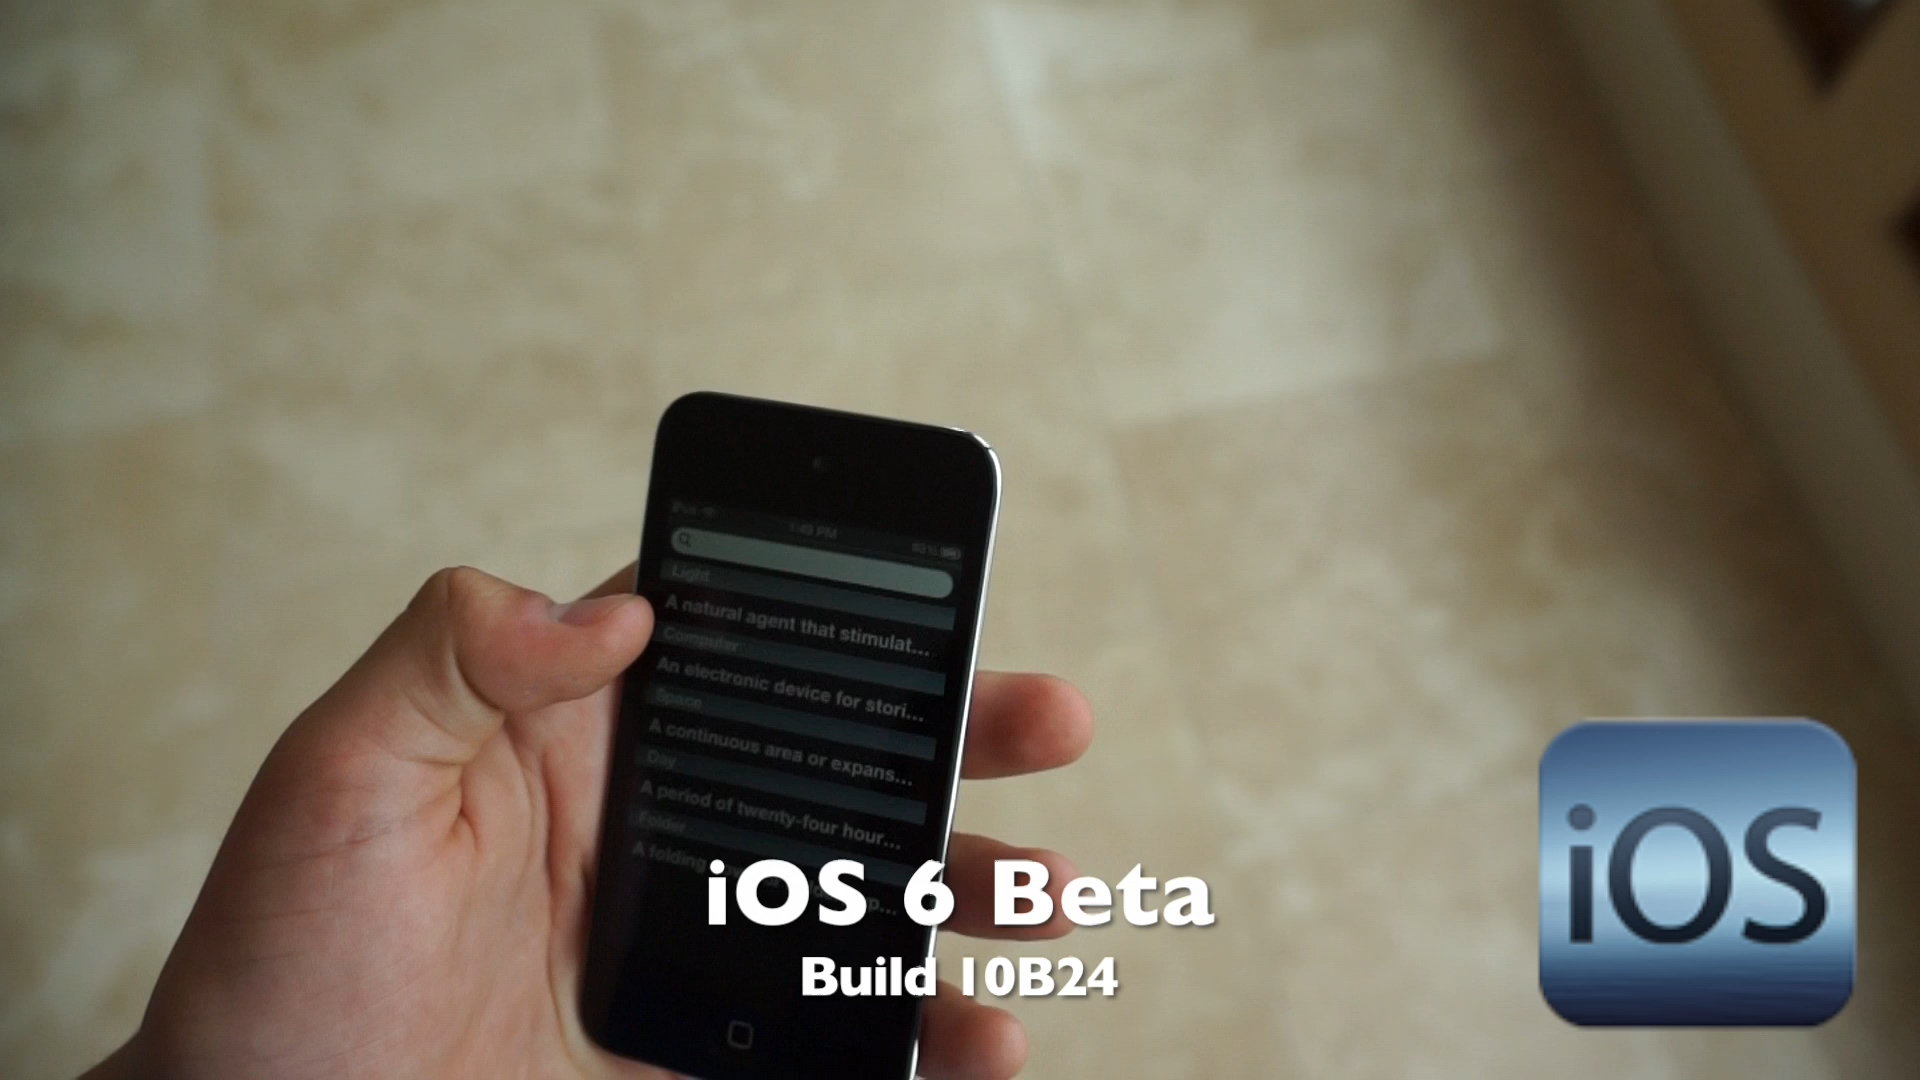 iPod
1:49 PM
Light
A natural agent that stimulat...
Computer
An electronic device for stori...
Space
A continuous area or expans...
Day
A period of twenty-four hour...
Folder
A folding
iOS 6 Beta
Build 10B24
iOS